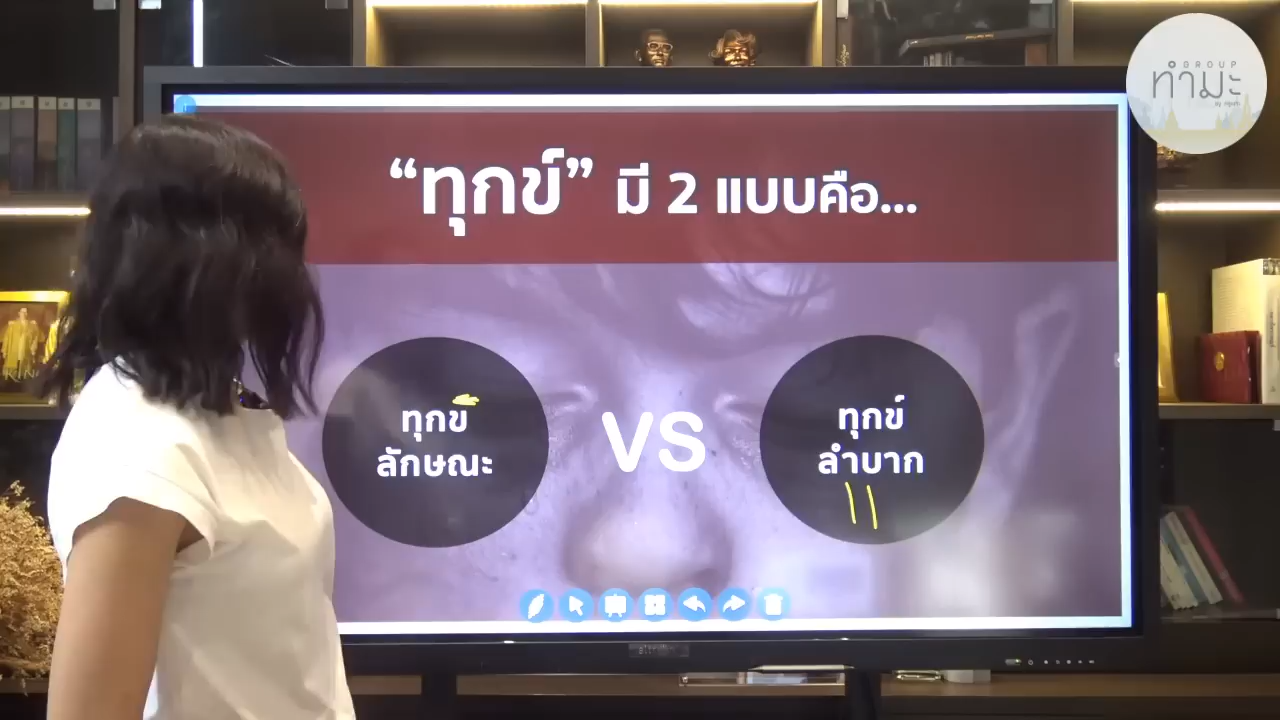 GROUP
ทำมะ
“ทุกข์” มี 2 แบบคือ...
ทุกข
ลักษณะ
VS
ทุกข์
ลำบาก